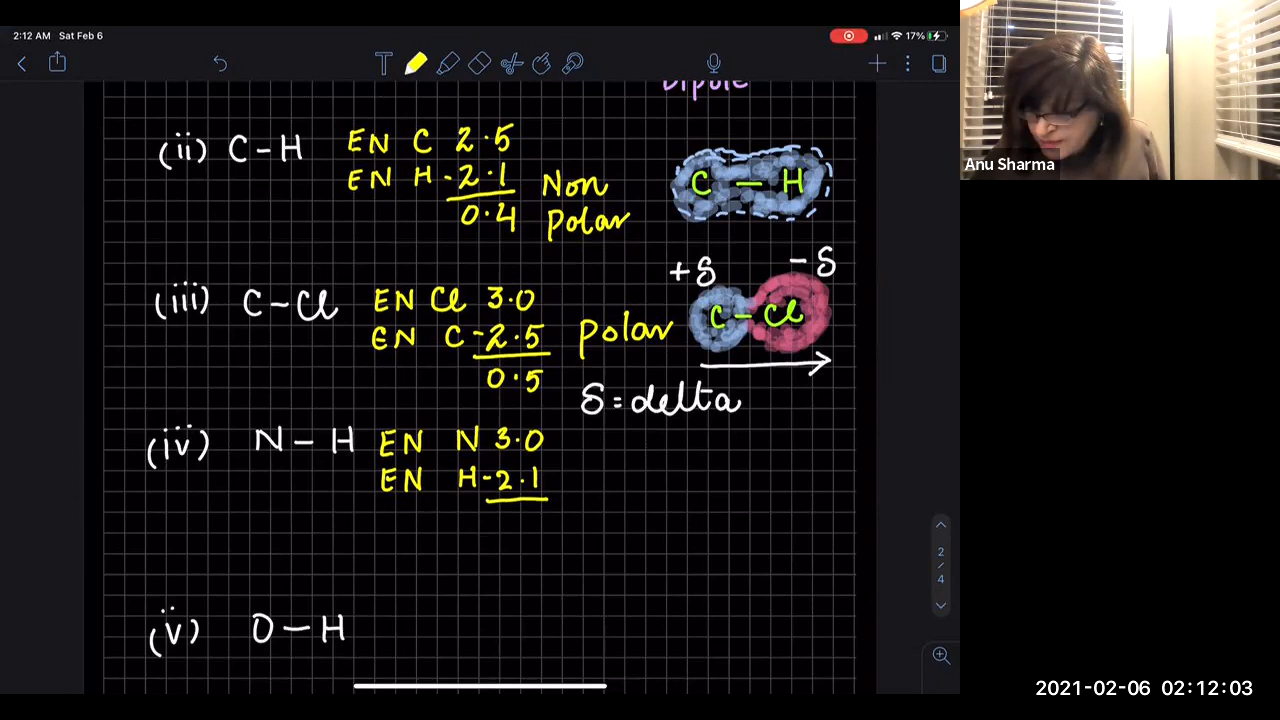 2:12 AM Sat Feb 6
17%
Dipole
(ii) C-H EN C 2.5
EN H -2.1 Non
0.4 Polar
C - H
+δ -δ
(iii) C-Cl EN Cl 3.0
EN C -2.5 polar
0.5
C - Cl
δ = delta
(iv) N-H EN N 3.0
EN H -2.1
(v) O-H
2
/
4
Anu Sharma
2021-02-06 02:12:03